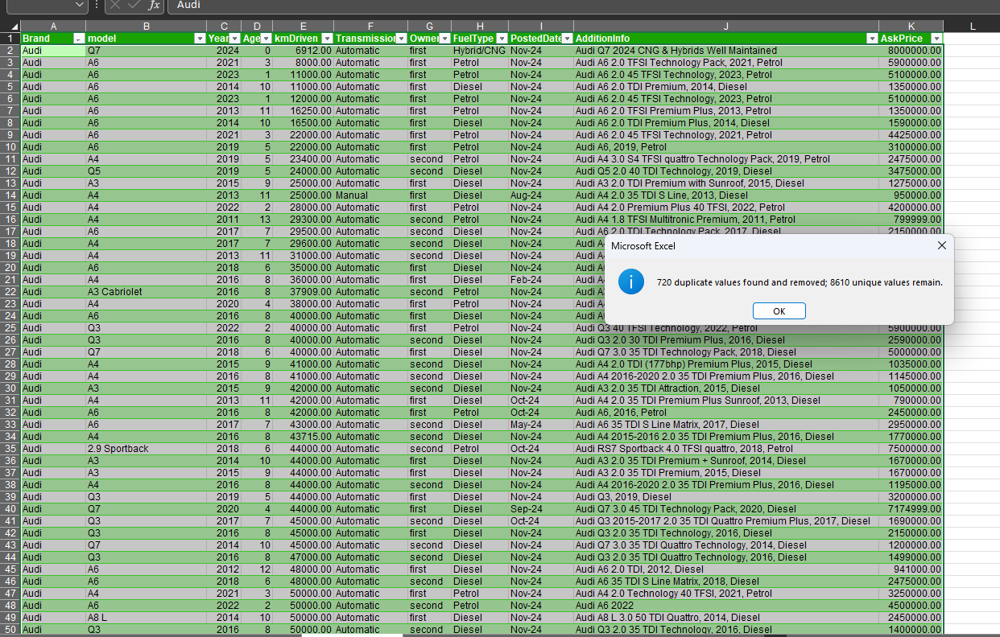 fx Audi
A B C D E F G H I J K L
1 Brand model Year Age kmDriven Transmission Owner FuelType PostedDate AdditionInfo AskPrice
2 Audi Q7 2024 0 6912.00 Automatic first Hybrid/CNG Nov-24 Audi Q7 2024 CNG & Hybrids Well Maintained 8000000.00
3 Audi A6 2021 3 8000.00 Automatic first Petrol Nov-24 Audi A6 2.0 TFSI Technology Pack, 2021, Petrol 5900000.00
4 Audi A6 2023 1 11000.00 Automatic first Petrol Nov-24 Audi A6 2.0 45 TFSI Technology, 2023, Petrol 5100000.00
5 Audi A6 2014 10 11000.00 Automatic first Diesel Nov-24 Audi A6 2.0 TDI Premium, 2014, Diesel 1350000.00
6 Audi A6 2023 1 12000.00 Automatic first Petrol Nov-24 Audi A6 2.0 45 TFSI Technology, 2023, Petrol 5100000.00
7 Audi A6 2013 11 16250.00 Automatic first Petrol Nov-24 Audi A6 2.0 TFSI Premium Plus, 2013, Petrol 1350000.00
8 Audi A6 2014 10 16500.00 Automatic first Diesel Nov-24 Audi A6 2.0 TDI Premium Plus, 2014, Diesel 1590000.00
9 Audi A6 2021 3 22000.00 Automatic first Petrol Nov-24 Audi A6 2.0 45 TFSI Technology, 2021, Petrol 4425000.00
10 Audi A6 2019 5 22000.00 Automatic first Petrol Nov-24 Audi A6, 2019, Petrol 3100000.00
11 Audi A4 2019 5 23400.00 Automatic second Petrol Nov-24 Audi A4 3.0 S4 TFSI quattro Technology Pack, 2019, Petrol 2475000.00
12 Audi Q5 2019 5 24000.00 Automatic second Diesel Nov-24 Audi Q5 2.0 40 TDI Technology, 2019, Diesel 3475000.00
13 Audi A3 2015 9 25000.00 Automatic first Diesel Nov-24 Audi A3 2.0 TDI Premium with Sunroof, 2015, Diesel 1275000.00
14 Audi A4 2013 11 25000.00 Manual first Diesel Aug-24 Audi A4 2.0 35 TDI S Line, 2013, Diesel 950000.00
15 Audi A4 2022 2 28000.00 Automatic first Petrol Nov-24 Audi A4 2.0 Premium Plus 40 TFSI, 2022, Petrol 4200000.00
16 Audi A4 2011 13 29300.00 Automatic second Petrol Nov-24 Audi A4 1.8 TFSI Multitronic Premium, 2011, Petrol 799999.00
17 Audi A6 2017 7 29500.00 Automatic second Diesel Nov-24 Audi A6 2.0 TDI Technology Pack, 2017, Diesel 2150000.00
18 Audi A4 2017 7 29600.00 Automatic second Diesel Nov-24 Audi
19 Audi A4 2013 11 31000.00 Automatic second Diesel Nov-24 Audi
20 Audi A6 2018 6 35000.00 Automatic first Diesel Nov-24 Audi
21 Audi A4 2016 8 36000.00 Automatic first Diesel Feb-24 Audi
22 Audi A3 Cabriolet 2016 8 37909.00 Automatic second Petrol Nov-24 Audi
23 Audi A4 2020 4 38000.00 Automatic first Petrol Nov-24 Audi
24 Audi A6 2016 8 40000.00 Automatic first Diesel Nov-24 Audi
Microsoft Excel
720 duplicate values found and removed; 8610 unique values remain.
OK
25 Audi Q3 2022 2 40000.00 Automatic first Petrol Nov-24 Audi Q3 40 TFSI Technology, 2022, Petrol 5900000.00
26 Audi Q3 2016 8 40000.00 Automatic second Diesel Nov-24 Audi Q3 2.0 30 TDI Premium Plus, 2016, Diesel 2590000.00
27 Audi Q7 2018 6 40000.00 Automatic first Diesel Nov-24 Audi Q7 3.0 35 TDI Technology Pack, 2018, Diesel 5000000.00
28 Audi A4 2015 9 41000.00 Automatic second Diesel Nov-24 Audi A4 2.0 TDI (177bhp) Premium Plus, 2015, Diesel 1035000.00
29 Audi A4 2016 8 41000.00 Automatic second Diesel Nov-24 Audi A4 2016-2020 2.0 35 TDI Premium Plus, 2016, Diesel 1145000.00
30 Audi A3 2015 9 42000.00 Automatic second Diesel Nov-24 Audi A3 2.0 35 TDI Attraction, 2015, Diesel 1050000.00
31 Audi A4 2013 11 42000.00 Automatic first Diesel Oct-24 Audi A4 2.0 35 TDI Premium Plus Sunroof, 2013, Diesel 790000.00
32 Audi A6 2016 8 42000.00 Automatic first Petrol Oct-24 Audi A6, 2016, Petrol 2450000.00
33 Audi A6 2017 7 43000.00 Automatic second Diesel May-24 Audi A6 35 TDI S Line Matrix, 2017, Diesel 2950000.00
34 Audi A4 2016 8 43715.00 Automatic second Diesel Nov-24 Audi A4 2015-2016 2.0 35 TDI Premium Plus, 2016, Diesel 1770000.00
35 Audi 2.9 Sportback 2018 6 44000.00 Automatic second Petrol Oct-24 Audi RS7 Sportback 4.0 TFSI quattro, 2018, Petrol 7500000.00
36 Audi A3 2014 10 44000.00 Automatic first Diesel Nov-24 Audi A3 2.0 35 TDI Premium + Sunroof, 2014, Diesel 1670000.00
37 Audi A3 2015 9 44000.00 Automatic first Diesel Nov-24 Audi A3 2.0 35 TDI Premium, 2015, Diesel 1670000.00
38 Audi A4 2016 8 44000.00 Automatic second Diesel Nov-24 Audi A4 2016-2020 2.0 35 TDI Premium Plus, 2016, Diesel 1195000.00
39 Audi Q3 2019 5 44000.00 Automatic first Diesel Nov-24 Audi Q3, 2019, Diesel 3200000.00
40 Audi Q7 2020 4 44000.00 Automatic first Diesel Sep-24 Audi Q7 3.0 45 TDI Technology Pack, 2020, Diesel 7174999.00
41 Audi Q3 2017 7 45000.00 Automatic second Diesel Oct-24 Audi Q3 2015-2017 2.0 35 TDI Quattro Premium Plus, 2017, Diesel 1690000.00
42 Audi Q3 2016 8 45000.00 Automatic first Diesel Nov-24 Audi Q3 2.0 35 TDI Technology, 2016, Diesel 2150000.00
43 Audi Q7 2014 10 45000.00 Automatic second Diesel Nov-24 Audi Q7 3.0 35 TDI Quattro Technology, 2014, Diesel 1200000.00
44 Audi Q3 2016 8 47000.00 Automatic second Diesel Nov-24 Audi Q3 2.0 35 TDI Quattro Technology, 2016, Diesel 1499000.00
45 Audi A6 2012 12 48000.00 Automatic first Diesel Nov-24 Audi A6 2.0 TDI, 2012, Diesel 941000.00
46 Audi A6 2018 6 48000.00 Automatic second Diesel Nov-24 Audi A6 35 TDI S Line Matrix, 2018, Diesel 2475000.00
47 Audi A4 2021 3 50000.00 Automatic first Petrol Nov-24 Audi A4 2.0 Technology 40 TFSI, 2021, Petrol 3250000.00
48 Audi A6 2022 2 50000.00 Automatic second Petrol Nov-24 Audi A6 2022 4500000.00
49 Audi A8 L 2014 10 50000.00 Automatic first Diesel Nov-24 Audi A8 L 3.0 50 TDI Quattro, 2014, Diesel 2450000.00
50 Audi Q3 2016 8 50000.00 Automatic second Diesel Nov-24 Audi Q3 2.0 35 TDI Technology, 2016, Diesel 1400000.00